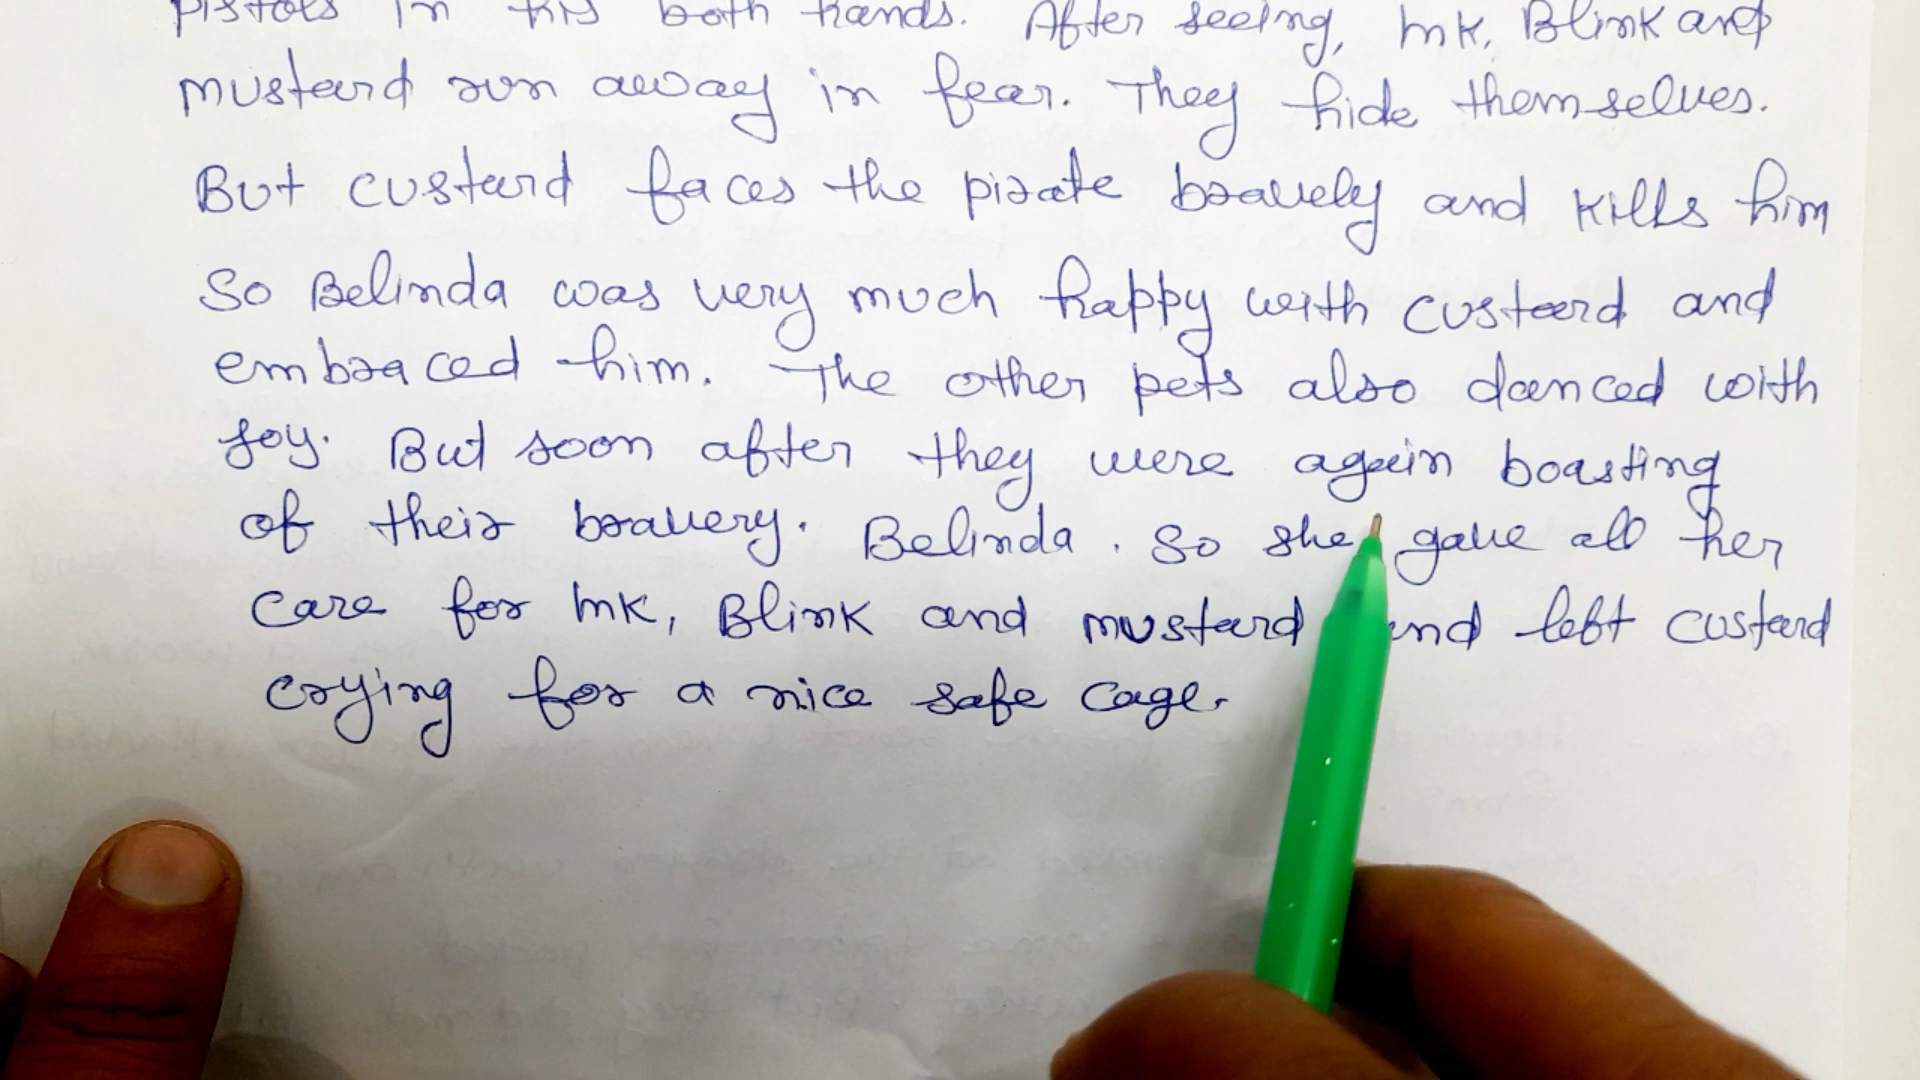 pistols in his both hands. After seeing, Ink, Blink and
mustard run away in fear. They hide themselves.
But custard faces the pirate bravely and kills him
So Belinda was very much happy with custard and
embraced him. The other pets also danced with
joy. But soon after they were again boasting
of their bravery. Belinda . So she gave all her
care for Ink, Blink and mustard and left custard
crying for a nice safe cage.